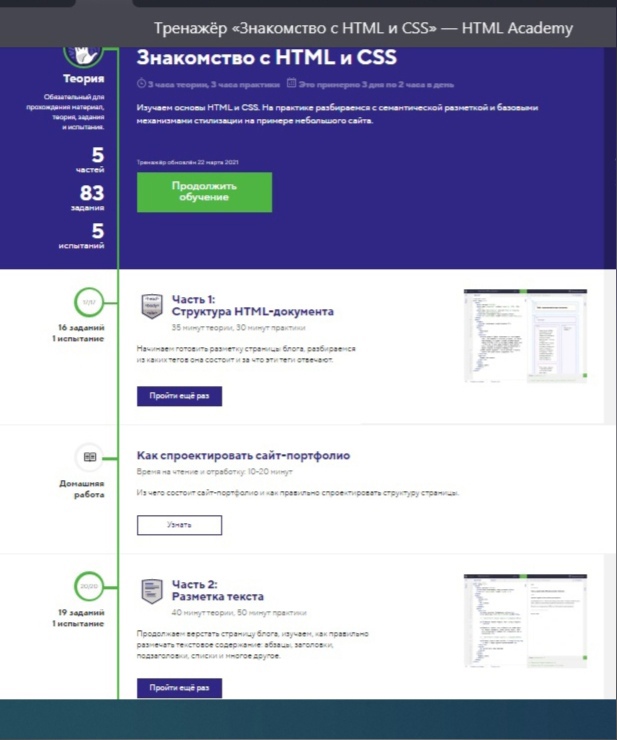 Тренажёр «Знакомство с HTML и CSS» — HTML Academy
Знакомство с HTML и CSS
3 часа теории, 3 часа практики
Это примерно 3 дня по 2 часа в день
Теория
Обязательный для
прохождения материал,
теория, задания
и испытания.
Изучаем основы HTML и CSS. На практике разбираемся с семантической разметкой и базовыми
механизмами стилизации на примере небольшого сайта.
5
частей
83
задания
5
испытаний
Тренажёр обновлён 22 марта 2021
Продолжить
обучение
17/17
16 заданий
1 испытание
Часть 1:
Структура HTML-документа
35 минут теории, 30 минут практики
Начинаем готовить разметку страницы блога, разбираемся
из каких тегов она состоит и за что эти теги отвечают.
Пройти ещё раз
Домашняя
работа
Как спроектировать сайт-портфолио
Время на чтение и отработку: 10-20 минут
Из чего состоит сайт-портфолио и как правильно спроектировать структуру страницы.
Узнать
20/20
19 заданий
1 испытание
Часть 2:
Разметка текста
40 минут теории, 50 минут практики
Продолжаем верстать страницу блога, изучаем, как правильно
размечать текстовое содержание: абзацы, заголовки,
подзаголовки, списки и многое другое.
Пройти ещё раз